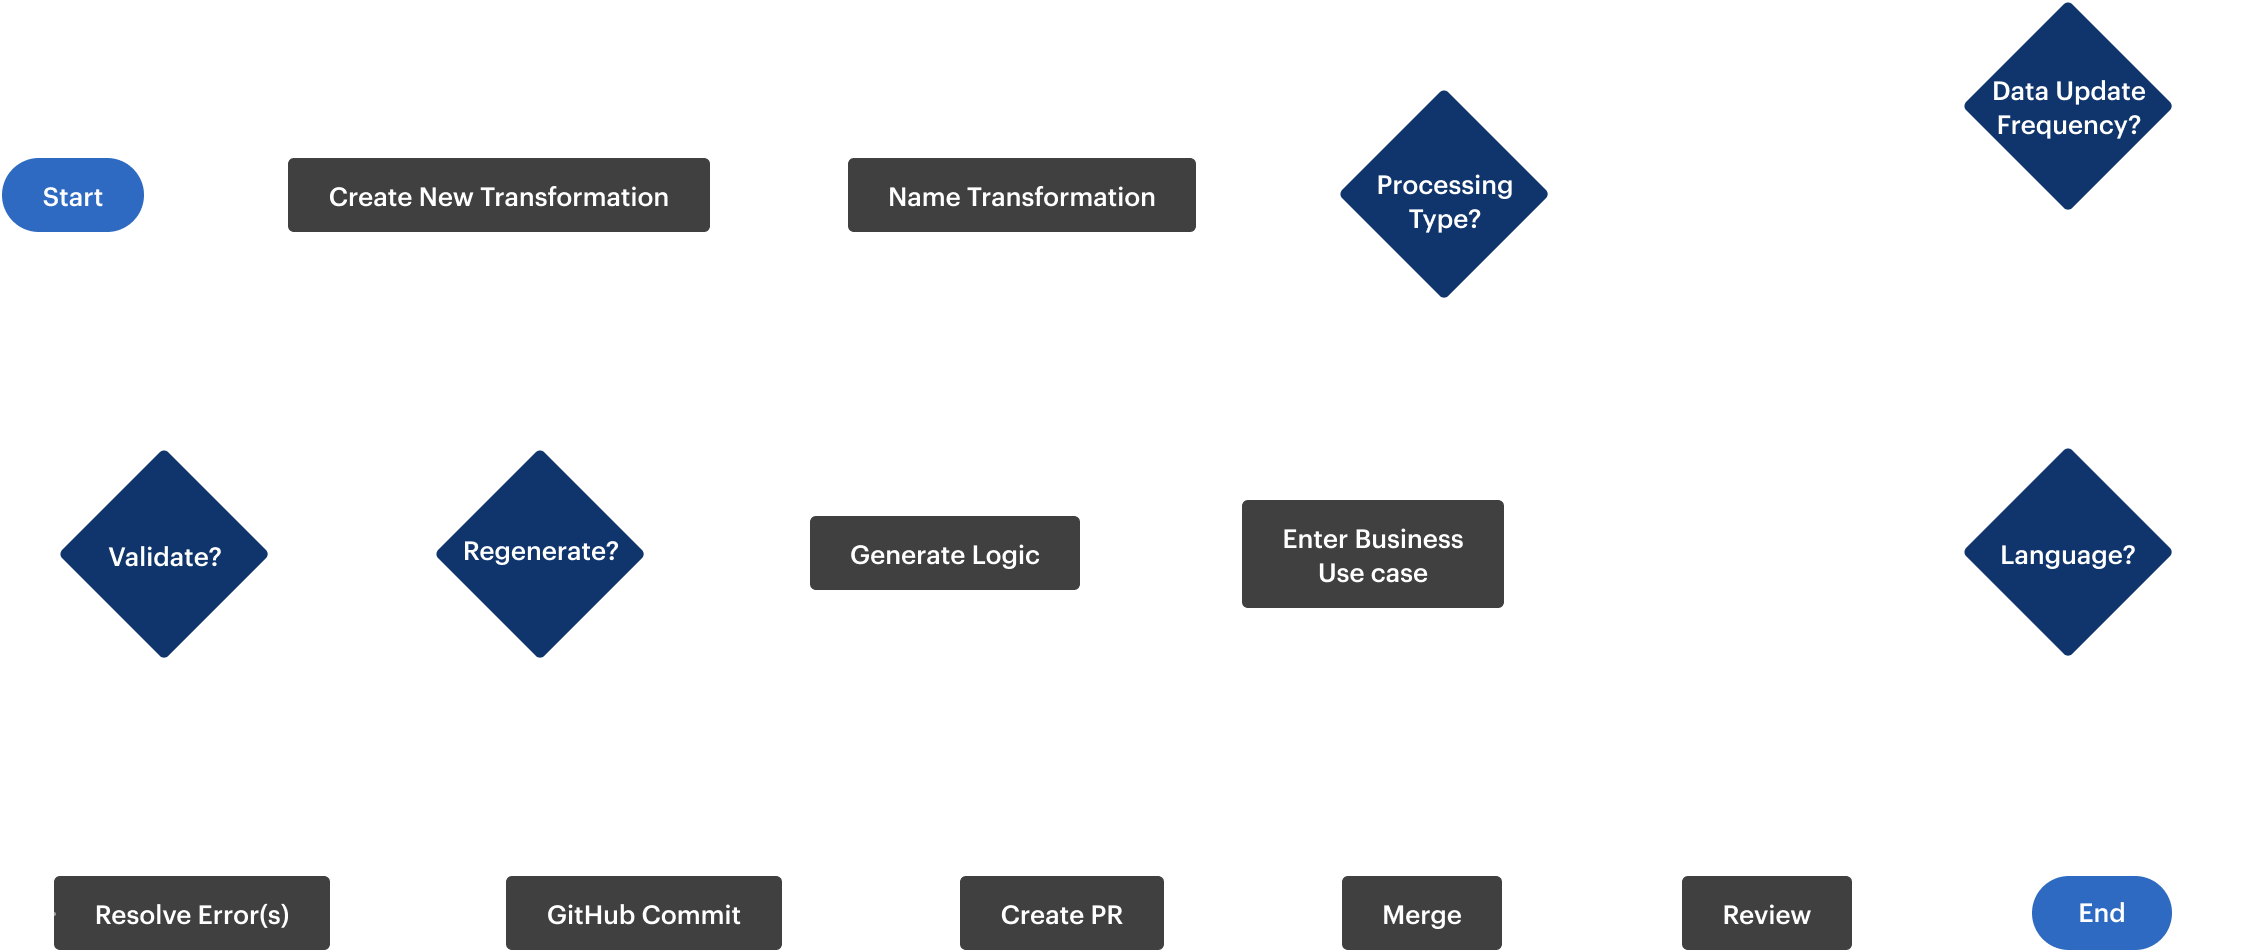 Data Update
Frequency?
Start
Create New Transformation
Name Transformation
Processing
Type?
Validate?
Regenerate?
Generate Logic
Enter Business
Use case
Language?
Resolve Error(s)
GitHub Commit
Create PR
Merge
Review
End